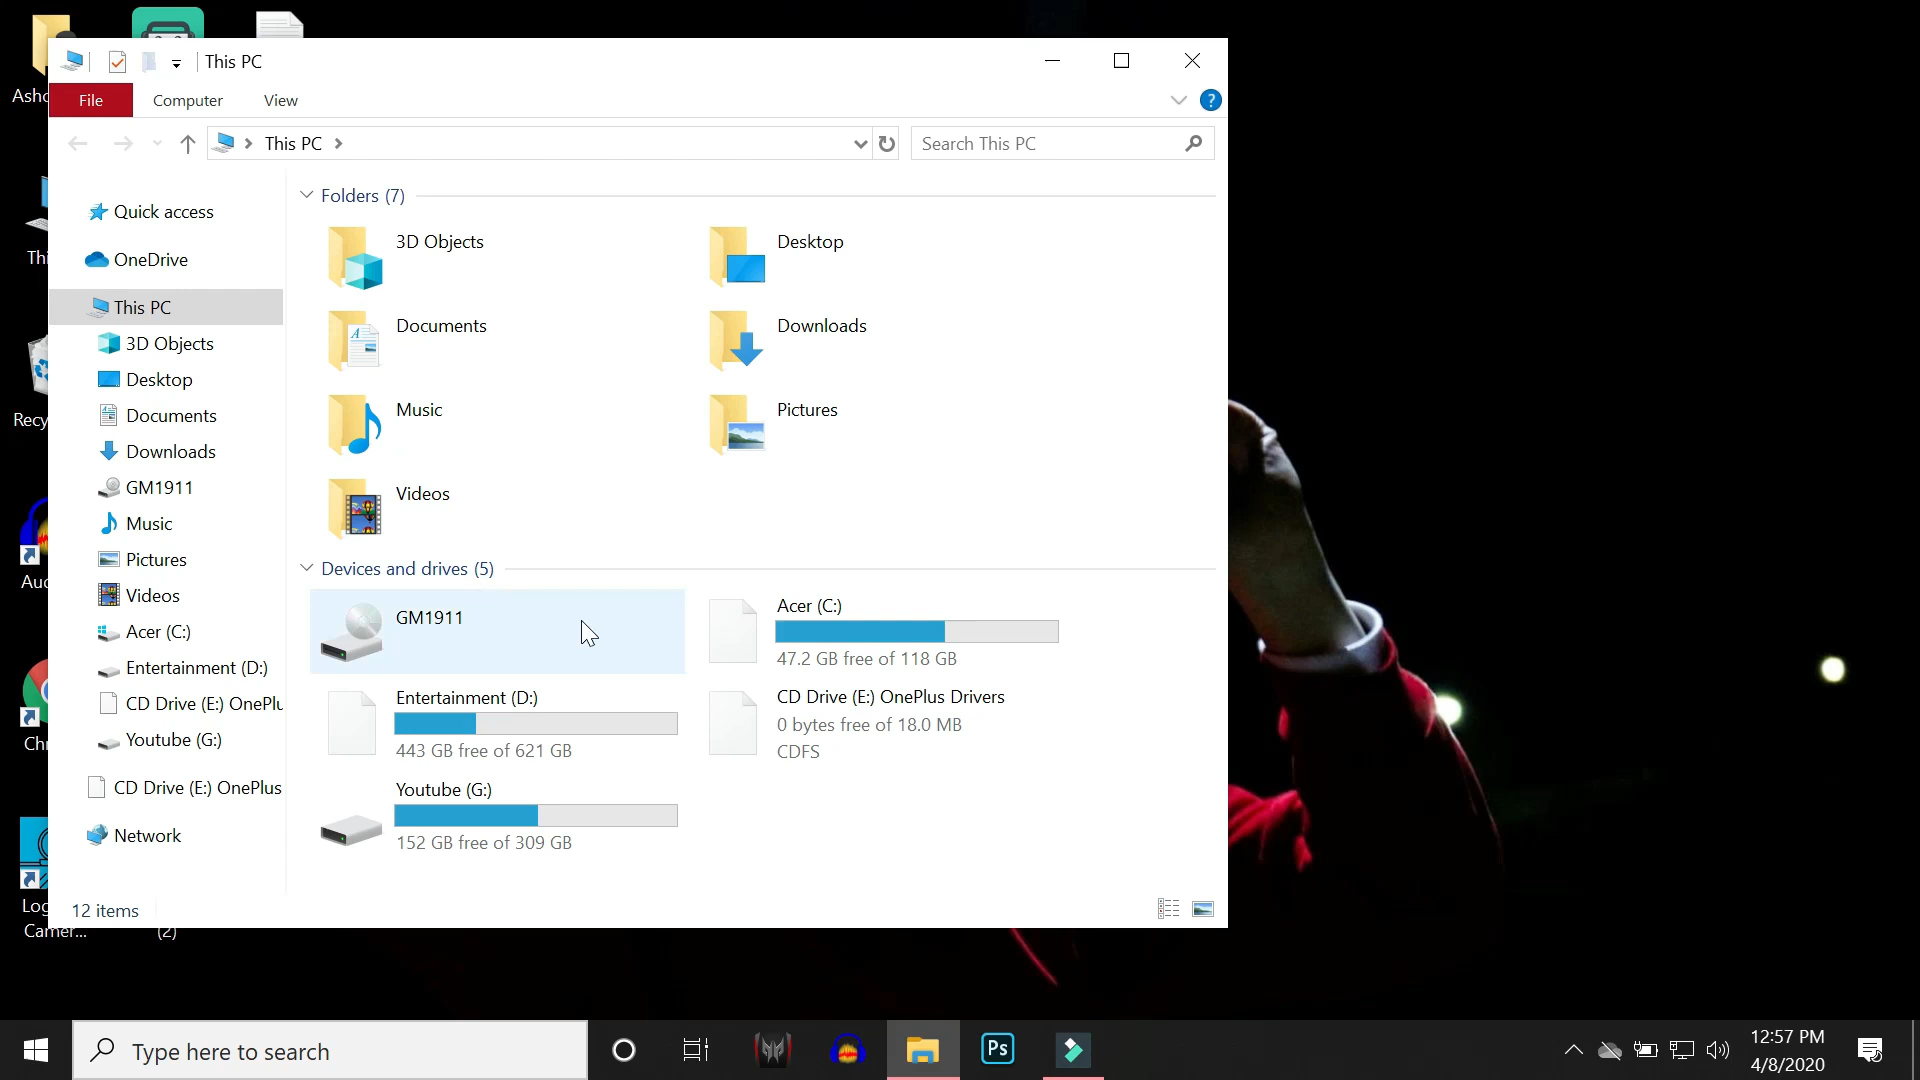 This PC
File
Computer
View
?
This PC
Search This PC
Quick access
OneDrive
This PC
3D Objects
Desktop
Documents
Downloads
GM1911
Music
Pictures
Videos
Acer (C:)
Entertainment (D:)
CD Drive (E:) OnePlu
Youtube (G:)
CD Drive (E:) OnePlus
Network
Folders (7)
3D Objects
Desktop
Documents
Downloads
Music
Pictures
Videos
Devices and drives (5)
GM1911
Acer (C:)
47.2 GB free of 118 GB
Entertainment (D:)
443 GB free of 621 GB
CD Drive (E:) OnePlus Drivers
0 bytes free of 18.0 MB
CDFS
Youtube (G:)
152 GB free of 309 GB
12 items
Asho
Thi
Recy
Auc
Chr
Log
Camer...
(2)
Type here to search
Ps
12:57 PM
4/8/2020